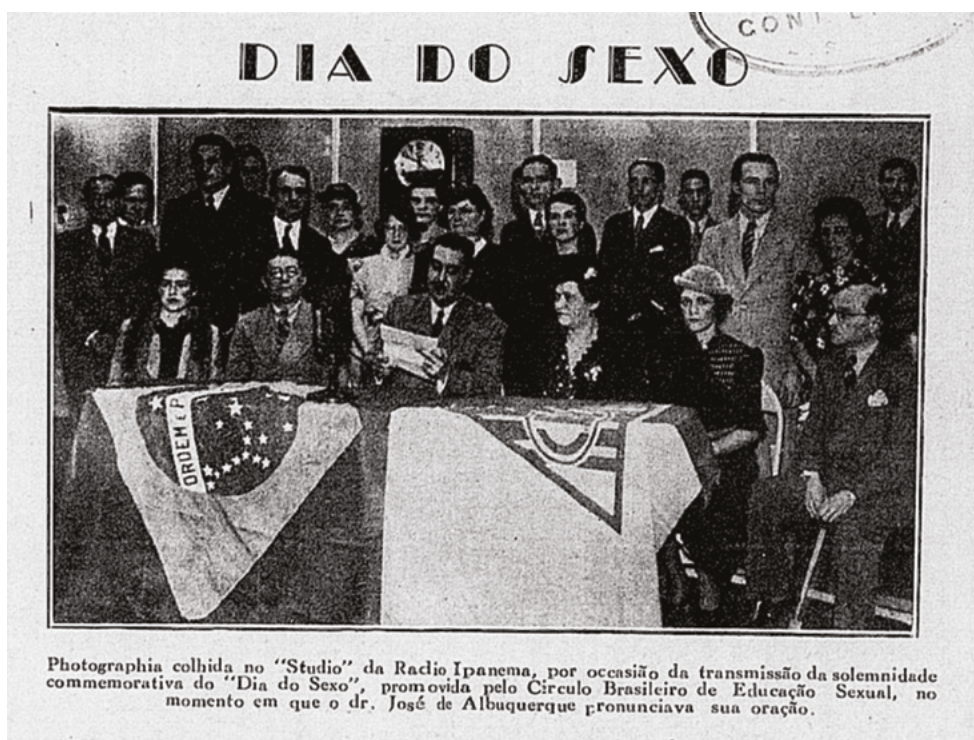 CONF
DIA DO SEXO
ORDEM E P
Photographia colhida no "Studio" da Radio Ipanema, por occasião da transmissão da solemnidade
commemorativa do "Dia do Sexo", promovida pelo Circulo Brasileiro de Educação Sexual, no
momento em que o dr. José de Albuquerque pronunciava sua oração.